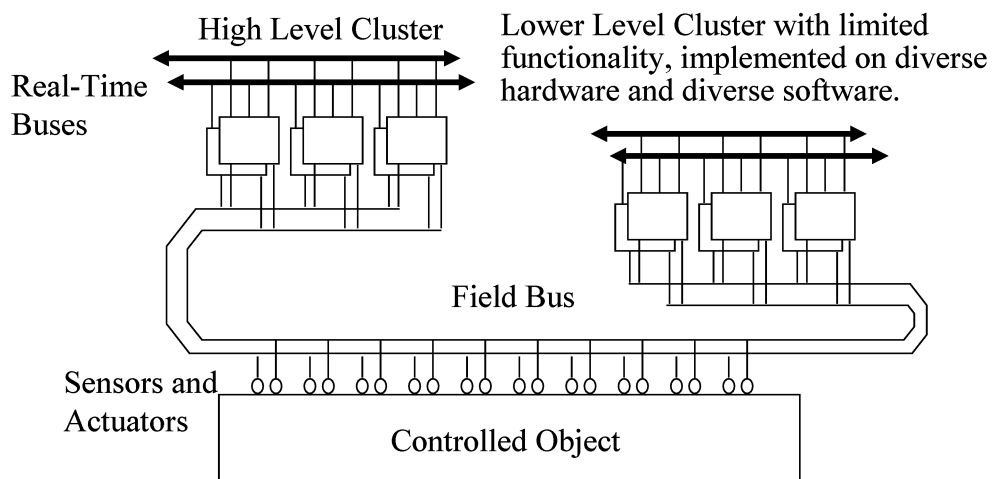 High Level Cluster
Lower Level Cluster with limited
functionality, implemented on diverse
hardware and diverse software.
Real-Time
Buses
Field Bus
Sensors and
Actuators
Controlled Object